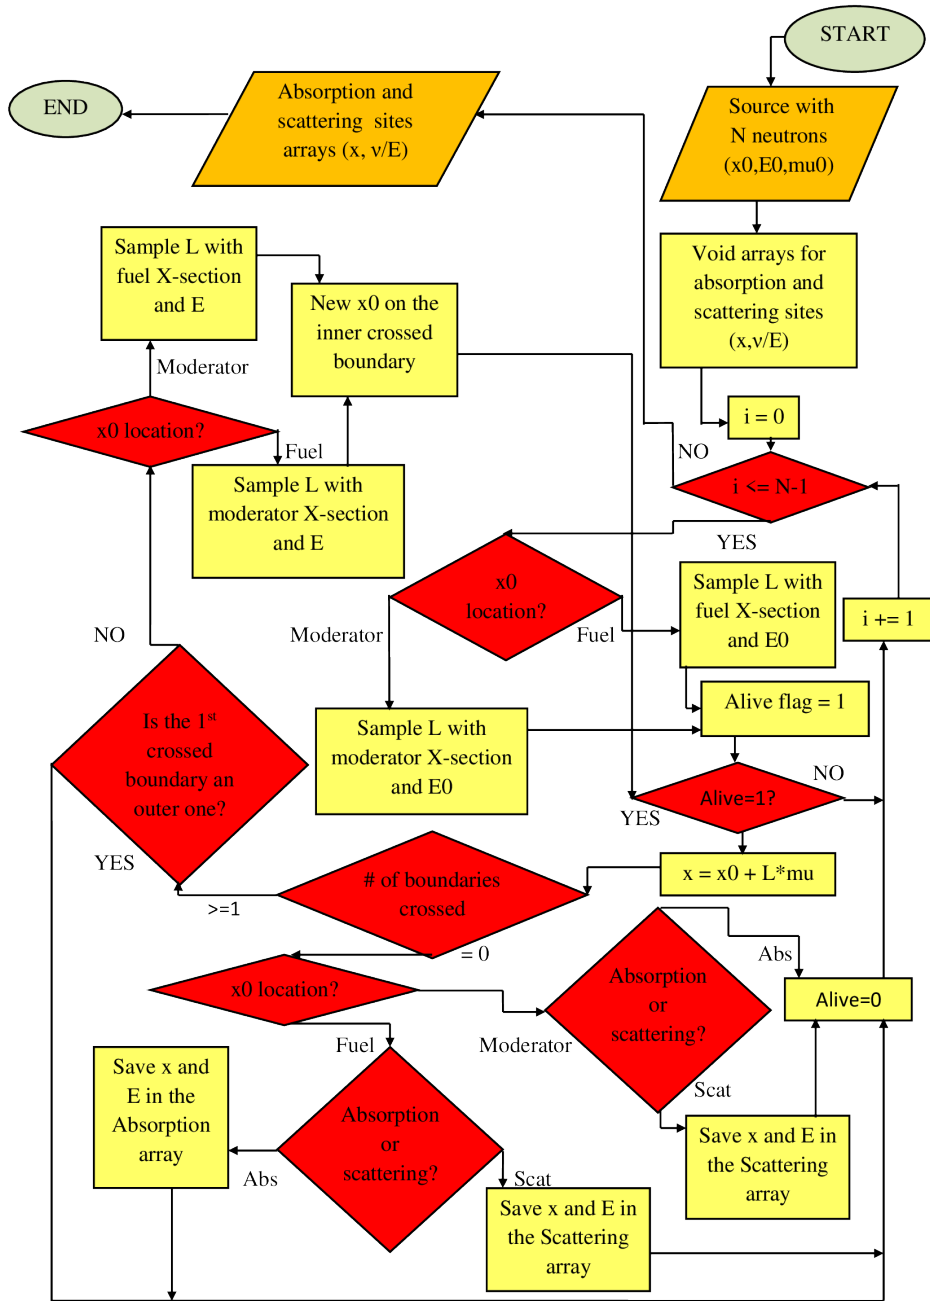 START
Source with
N neutrons
(x0,E0,mu0)
Void arrays for
absorption and
scattering sites
(x,ν/E)
i = 0
i <= N-1
NO
YES
Absorption and
scattering sites
arrays (x, ν/E)
END
x0
location?
Moderator
Fuel
Sample L with
fuel X-section
and E0
i += 1
Sample L with
moderator X-section
and E0
Alive flag = 1
Alive=1?
NO
YES
x = x0 + L*mu
# of boundaries
crossed
>=1
= 0
Is the 1st
crossed
boundary an
outer one?
YES
NO
x0 location?
Moderator
Fuel
Sample L with
fuel X-section
and E
Sample L with
moderator X-section
and E
New x0 on the
inner crossed
boundary
x0 location?
Moderator
Fuel
Absorption
or
scattering?
Abs
Scat
Alive=0
Save x and E in
the Scattering
array
Absorption
or
scattering?
Abs
Scat
Save x and
E in the
Absorption
array
Save x and E in
the Scattering
array